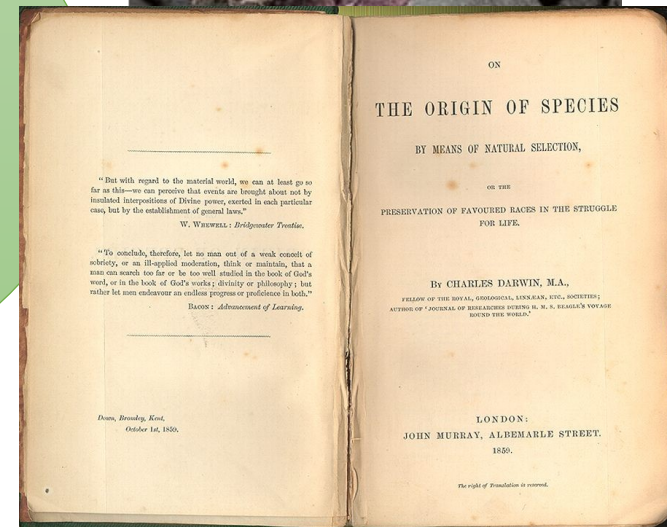 "But with regard to the material world, we can at least go so
far as this—we can perceive that events are brought about not by
insulated interpositions of Divine power, exerted in each particular
case, but by the establishment of general laws."
W. WHEWELL: Bridgewater Treatise.
"To conclude, therefore, let no man out of a weak conceit of
sobriety, or an ill-applied moderation, think or maintain, that a
man can search too far or be too well studied in the book of God's
word, or in the book of God's works; divinity or philosophy; but
rather let men endeavour an endless progress or proficience in both."
BACON: Advancement of Learning.
Down, Bromley, Kent,
October 1st, 1859.
ON
THE ORIGIN OF SPECIES
BY MEANS OF NATURAL SELECTION,
OR THE
PRESERVATION OF FAVOURED RACES IN THE STRUGGLE
FOR LIFE.
BY CHARLES DARWIN, M.A.,
FELLOW OF THE ROYAL, GEOLOGICAL, LINNÆAN, ETC., SOCIETIES;
AUTHOR OF 'JOURNAL OF RESEARCHES DURING H. M. S. BEAGLE'S VOYAGE
ROUND THE WORLD.'
LONDON:
JOHN MURRAY, ALBEMARLE STREET.
1859.
The right of Translation is reserved.